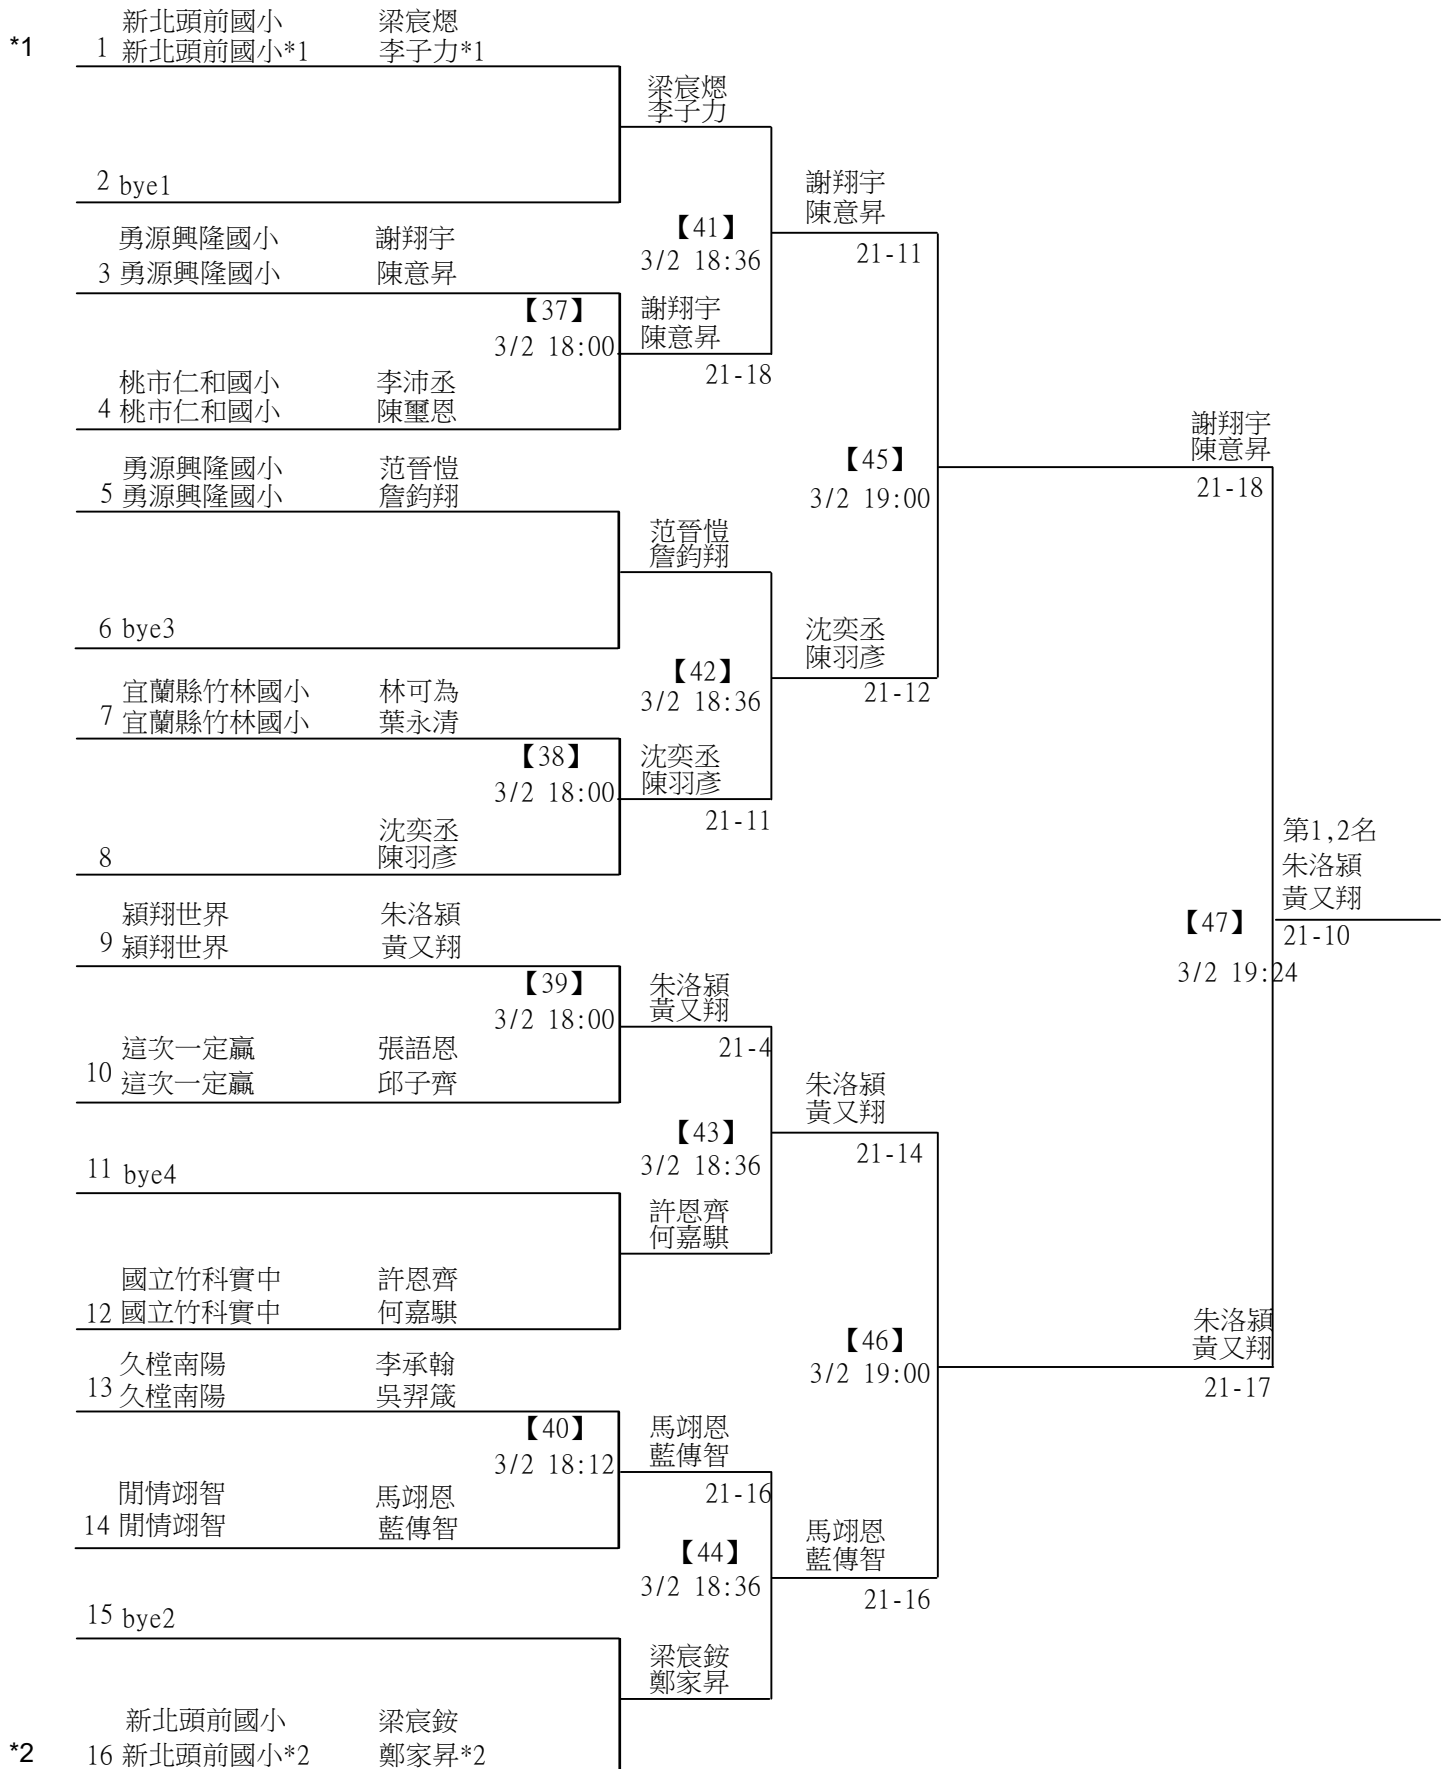 新北頭前國小 梁宸熜
*1 1 新北頭前國小*1 李子力*1
梁宸熜
李子力
2 bye1
謝翔宇
陳意昇
21-11
【41】
3/2 18:36
勇源興隆國小 謝翔宇
3 勇源興隆國小 陳意昇
【37】
3/2 18:00
謝翔宇
陳意昇
21-18
桃市仁和國小 李沛丞
4 桃市仁和國小 陳璽恩
謝翔宇
陳意昇
21-18
【45】
3/2 19:00
勇源興隆國小 范晉愷
5 勇源興隆國小 詹鈞翔
范晉愷
詹鈞翔
6 bye3
沈奕丞
陳羽彥
21-12
【42】
3/2 18:36
宜蘭縣竹林國小 林可為
7 宜蘭縣竹林國小 葉永清
【38】
3/2 18:00
沈奕丞
陳羽彥
21-11
沈奕丞
8 陳羽彥
第1,2名
朱洛潁
黃又翔
21-10
【47】
3/2 19:24
潁翔世界 朱洛潁
9 潁翔世界 黃又翔
【39】
3/2 18:00
朱洛潁
黃又翔
21-4
這次一定贏 張語恩
10 這次一定贏 邱子齊
朱洛潁
黃又翔
21-14
【43】
3/2 18:36
11 bye4
許恩齊
何嘉騏
國立竹科實中 許恩齊
12 國立竹科實中 何嘉騏
朱洛潁
黃又翔
21-17
【46】
3/2 19:00
久樘南陽 李承翰
13 久樘南陽 吳羿箴
【40】
3/2 18:12
馬翊恩
藍傳智
21-16
閒情翊智 馬翊恩
14 閒情翊智 藍傳智
馬翊恩
藍傳智
21-16
【44】
3/2 18:36
15 bye2
梁宸銨
鄭家昇
新北頭前國小 梁宸銨
*2 16 新北頭前國小*2 鄭家昇*2